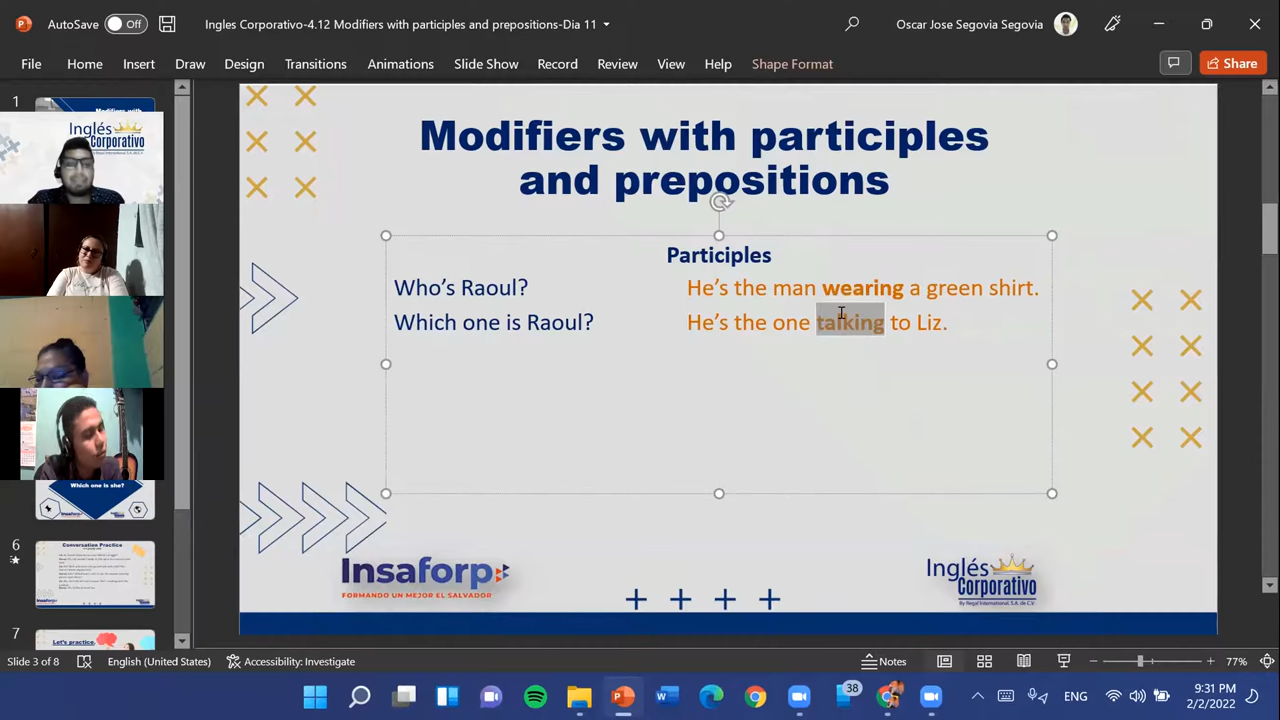 AutoSave Off
Ingles Corporativo-4.12 Modifiers with participles and prepositions-Dia 11
Oscar Jose Segovia Segovia
File Home Insert Draw Design Transitions Animations Slide Show Record Review View Help Shape Format
Share
1
Inglés
Corporativo
Modifiers with participles
and prepositions
Participles
Who's Raoul? He's the man wearing a green shirt.
Which one is Raoul? He's the one talking to Liz.
Which one is she?
6
Conversation Practice
7
Let's practice.
Insaforp
FORMANDO UN MEJOR EL SALVADOR
Inglés
Corporativo
By Regal International, S.A. de C.V.
Slide 3 of 8 English (United States) Accessibility: Investigate Notes 77%
38
ENG
9:31 PM
2/2/2022